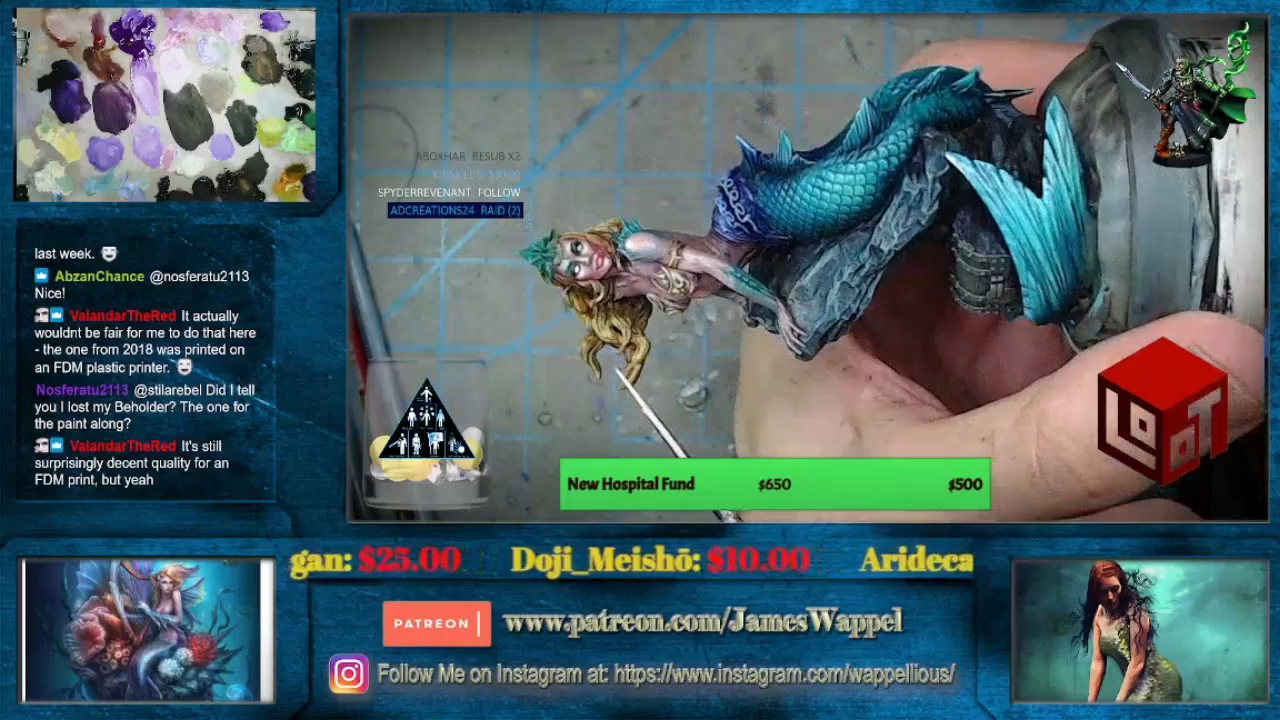 last week.
AbzanChance @nosferatu2113
Nice!
ValandarTheRed It actually
wouldnt be fair for me to do that here
- the one from 2018 was printed on
an FDM plastic printer.
Nosferatu2113 @stilarebel Did I tell
you I lost my Beholder? The one for
the paint along?
ValandarTheRed It's still
surprisingly decent quality for an
FDM print, but yeah
ABOKHAR RESUB X2
SPYDERREVENANT FOLLOW
ADCREATIONS24 RAID (2)
LOOT
New Hospital Fund $650 $500
gan: $25.00 Doji_Meishō: $10.00 Arideca
PATREON www.patreon.com/JamesWappel
Follow Me on Instagram at: https://www.instagram.com/wappellious/